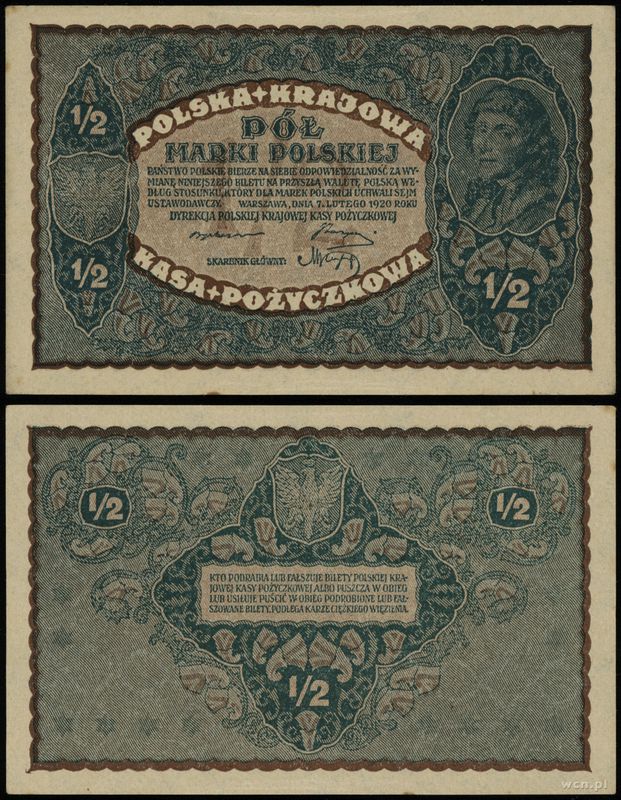 1/2
POLSKA+KRAJOWA
PÓŁ
MARKI POLSKIEJ
PAŃSTWO POLSKIE BIERZE NA SIEBIE ODPOWIEDZIALNOŚĆ ZA WY-
MIANĘ NINIEJSZEGO BILETU NA PRZYSZŁĄ WALUTĘ POLSKĄ WE-
DŁUG STOSUNKU, KTÓRY DLA MAREK POLSKICH UCHWALI SEJM
USTAWODAWCZY. WARSZAWA, DNIA 7. LUTEGO 1920 ROKU
DYREKCJA POLSKIEJ KRAJOWEJ KASY POŻYCZKOWEJ
SKARBNIK GŁÓWNY:
1/2
KASA+POŻYCZKOWA
1/2
1/2
1/2
KTO PODRABIA LUB FAŁSZUJE BILETY POLSKIEJ KRA-
JOWEJ KASY POŻYCZKOWEJ ALBO PUSZCZA W OBIEG
LUB USIŁUJE PUŚCIĆ W OBIEG PODROBIONE LUB FAŁ-
SZOWANE BILETY, PODLEGA KARZE CIĘŻKIEGO WIĘZIENIA.
1/2
wcn.pl